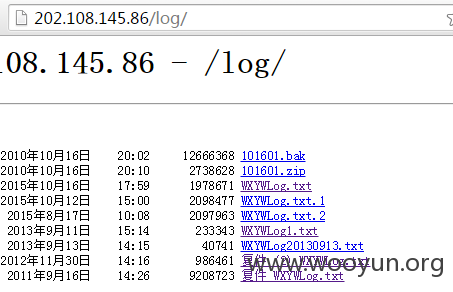 202.108.145.86/log/
108.145.86 - /log/
2010年10月16日 20:02 12666368 101601.bak
2010年10月16日 20:10 2738628 101601.zip
2015年10月16日 17:59 1978671 WXYWLog.txt
2015年10月12日 15:00 2098477 WXYWLog.txt.1
2015年8月17日 10:08 2097963 WXYWLog.txt.2
2013年9月11日 15:14 233343 WXYWLog1.txt
2013年9月13日 14:15 40741 WXYWLog20130913.txt
2012年11月30日 14:16 986461 复件 (2) WXYWLog.txt
2011年9月16日 14:26 9208723 复件 WXYWLog.txt
www.wooyun.org